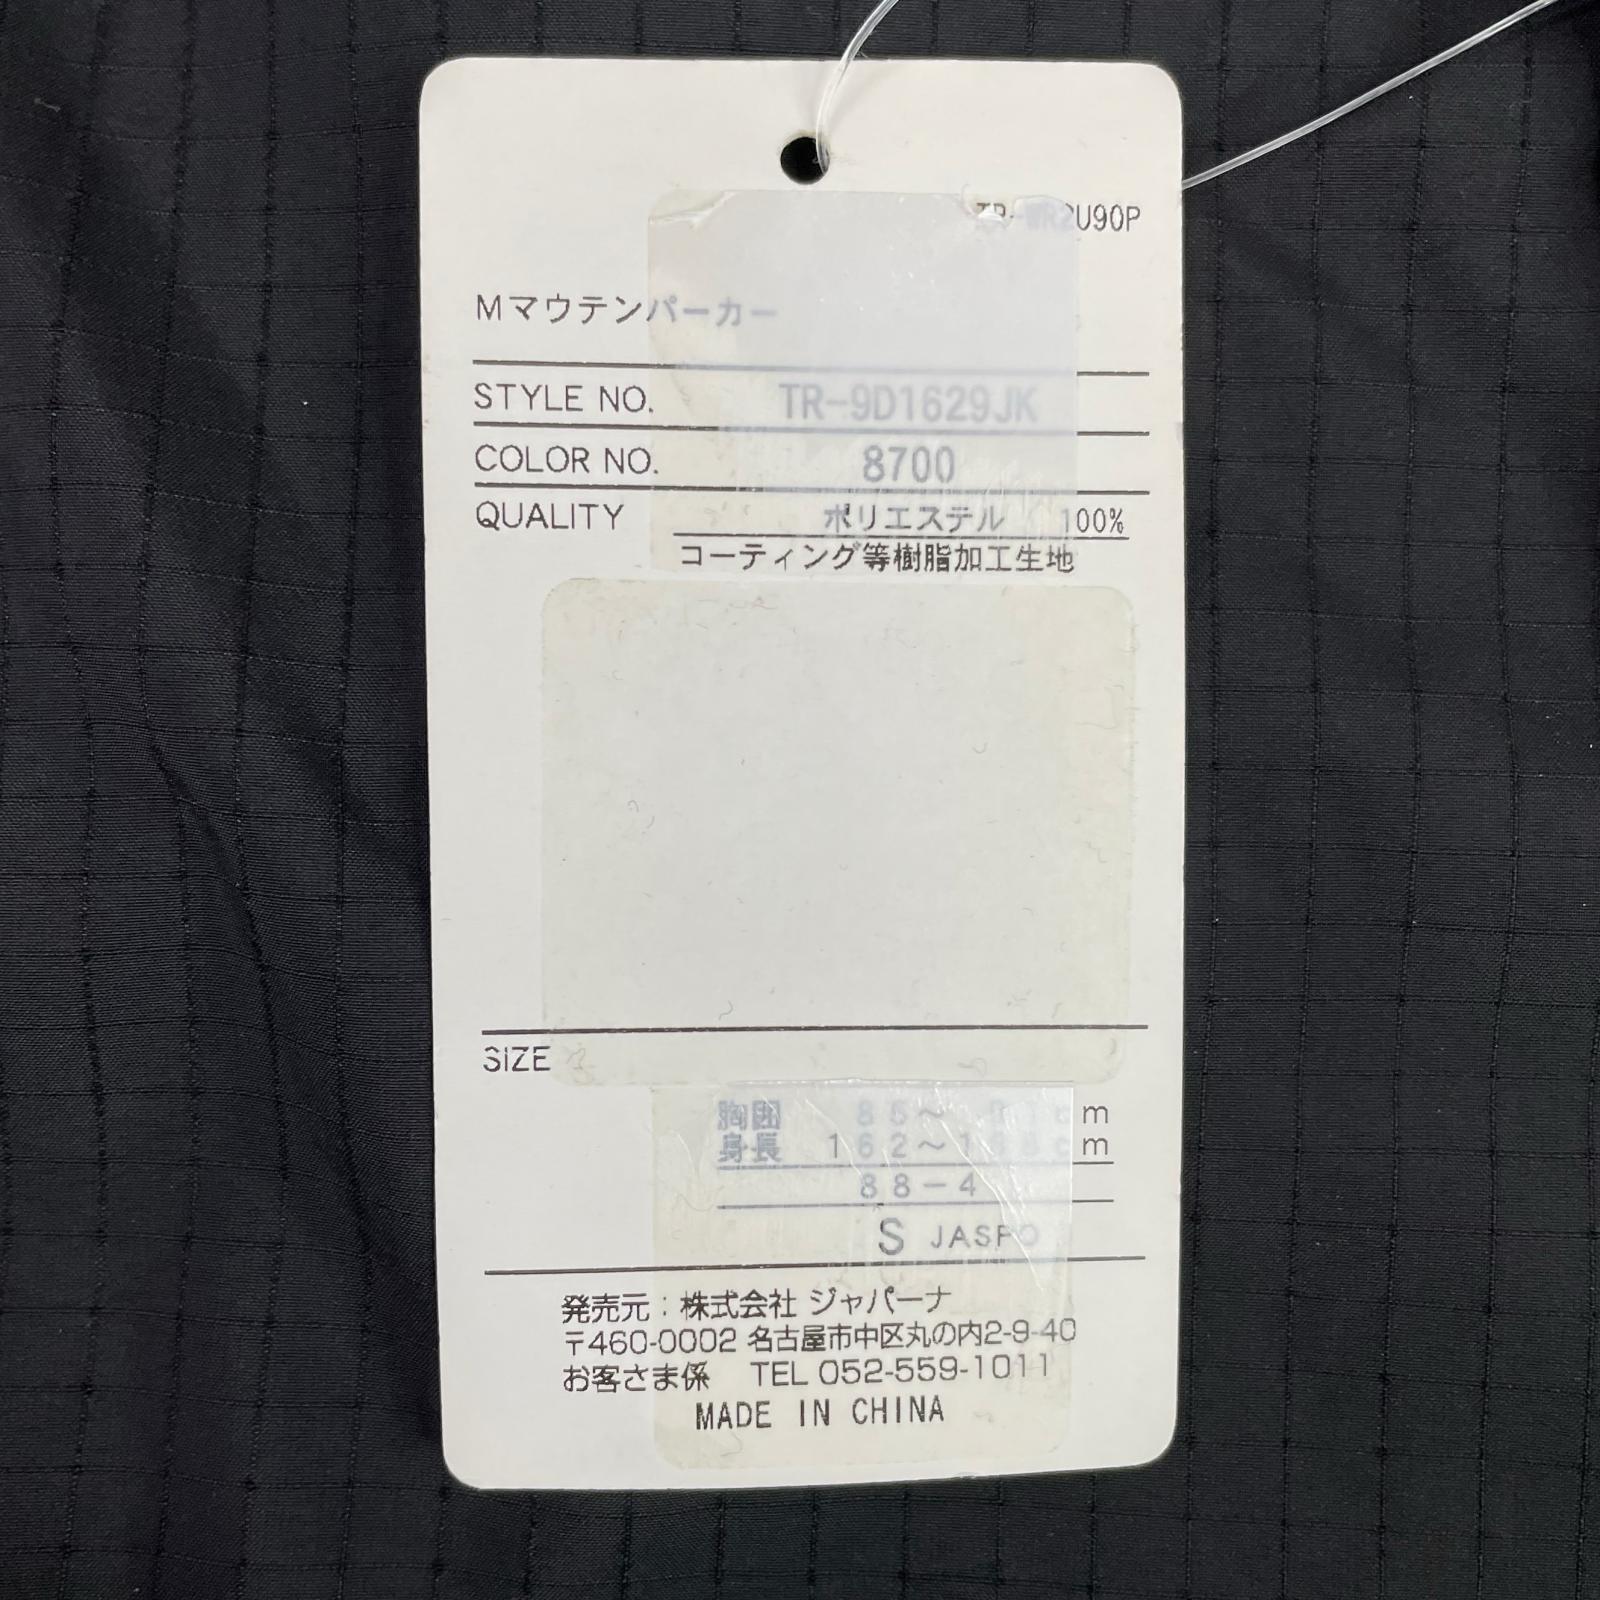 TR-WR2U90P
Mマウテンパーカー
STYLE NO. TR-9D1629JK
COLOR NO. 8700
QUALITY ポリエステル 100%
コーティング等樹脂加工生地
SIZE
胸囲 85~ 91cm
身長 162~168cm
88-4
S JASPO
発売元:株式会社 ジャパーナ
〒460-0002 名古屋市中区丸の内2-9-40
お客さま係 TEL 052-559-1011
MADE IN CHINA